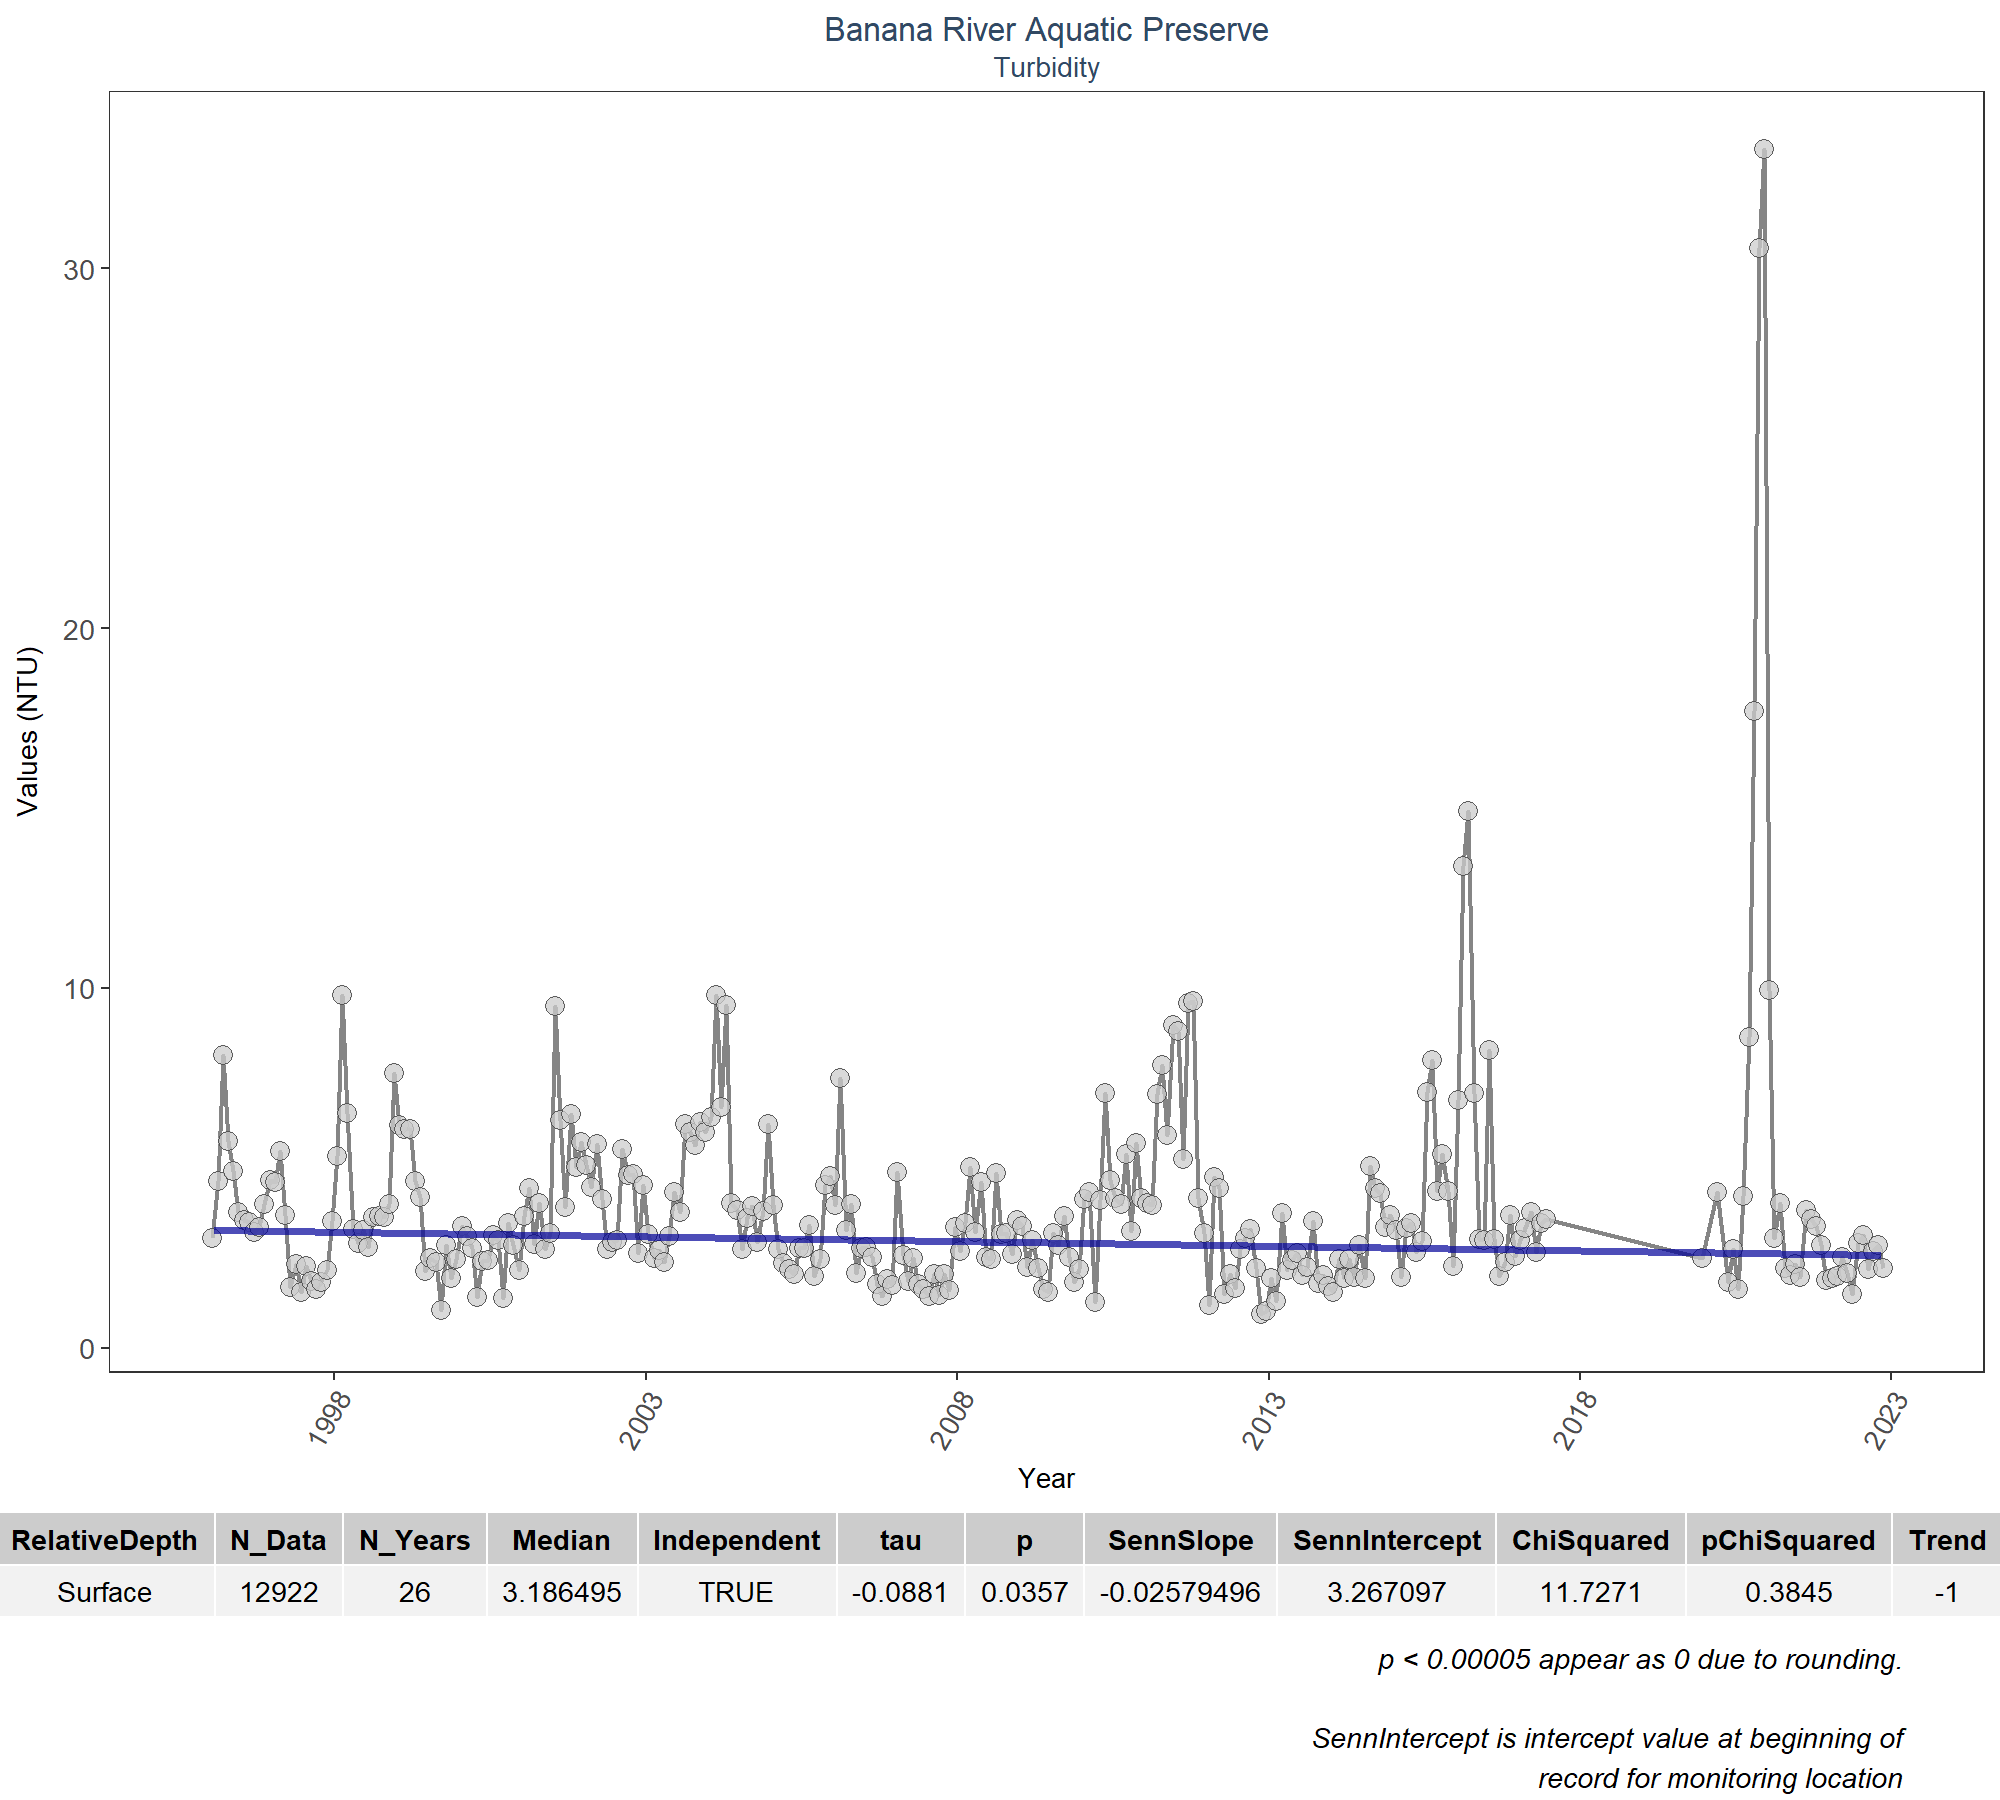 Banana River Aquatic Preserve
Turbidity
Values (NTU)
30
20
10
0
1998 2003 2008 2013 2018 2023
Year
RelativeDepth N_Data N_Years Median Independent tau p SennSlope SennIntercept ChiSquared pChiSquared Trend
Surface 12922 26 3.186495 TRUE -0.0881 0.0357 -0.02579496 3.267097 11.7271 0.3845 -1
p < 0.00005 appear as 0 due to rounding.
SennIntercept is intercept value at beginning of
record for monitoring location